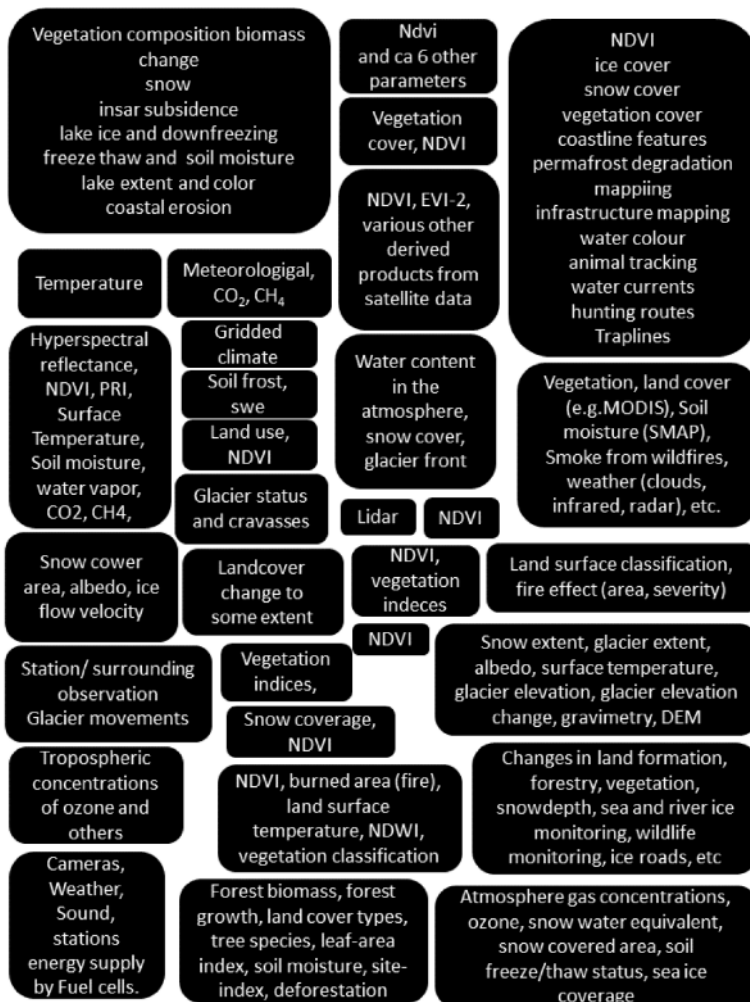 Vegetation composition biomass
change
snow
insar subsidence
lake ice and downfreezing
freeze thaw and soil moisture
lake extent and color
coastal erosion
Ndvi
and ca 6 other
parameters
Vegetation
cover, NDVI
NDVI
ice cover
snow cover
vegetation cover
coastline features
permafrost degradation
mappiing
infrastructure mapping
water colour
animal tracking
water currents
hunting routes
Traplines
NDVI, EVI-2,
various other
derived
products from
satellite data
Temperature
Meteorologigal,
CO₂, CH₄
Gridded
climate
Hyperspectral
reflectance,
NDVI, PRI,
Surface
Temperature,
Soil moisture,
water vapor,
CO2, CH4,
Soil frost,
swe
Land use,
NDVI
Water content
in the
atmosphere,
snow cover,
glacier front
Vegetation, land cover
(e.g.MODIS), Soil
moisture (SMAP),
Smoke from wildfires,
weather (clouds,
infrared, radar), etc.
Glacier status
and cravasses
Lidar
NDVI
Snow cower
area, albedo, ice
flow velocity
Landcover
change to
some extent
NDVI,
vegetation
indeces
Land surface classification,
fire effect (area, severity)
NDVI
Station/ surrounding
observation
Glacier movements
Vegetation
indices,
Snow extent, glacier extent,
albedo, surface temperature,
glacier elevation, glacier elevation
change, gravimetry, DEM
Snow coverage,
NDVI
Tropospheric
concentrations
of ozone and
others
NDVI, burned area (fire),
land surface
temperature, NDWI,
vegetation classification
Changes in land formation,
forestry, vegetation,
snowdepth, sea and river ice
monitoring, wildlife
monitoring, ice roads, etc
Cameras,
Weather,
Sound,
stations
energy supply
by Fuel cells.
Forest biomass, forest
growth, land cover types,
tree species, leaf-area
index, soil moisture, site-
index, deforestation
Atmosphere gas concentrations,
ozone, snow water equivalent,
snow covered area, soil
freeze/thaw status, sea ice
coverage